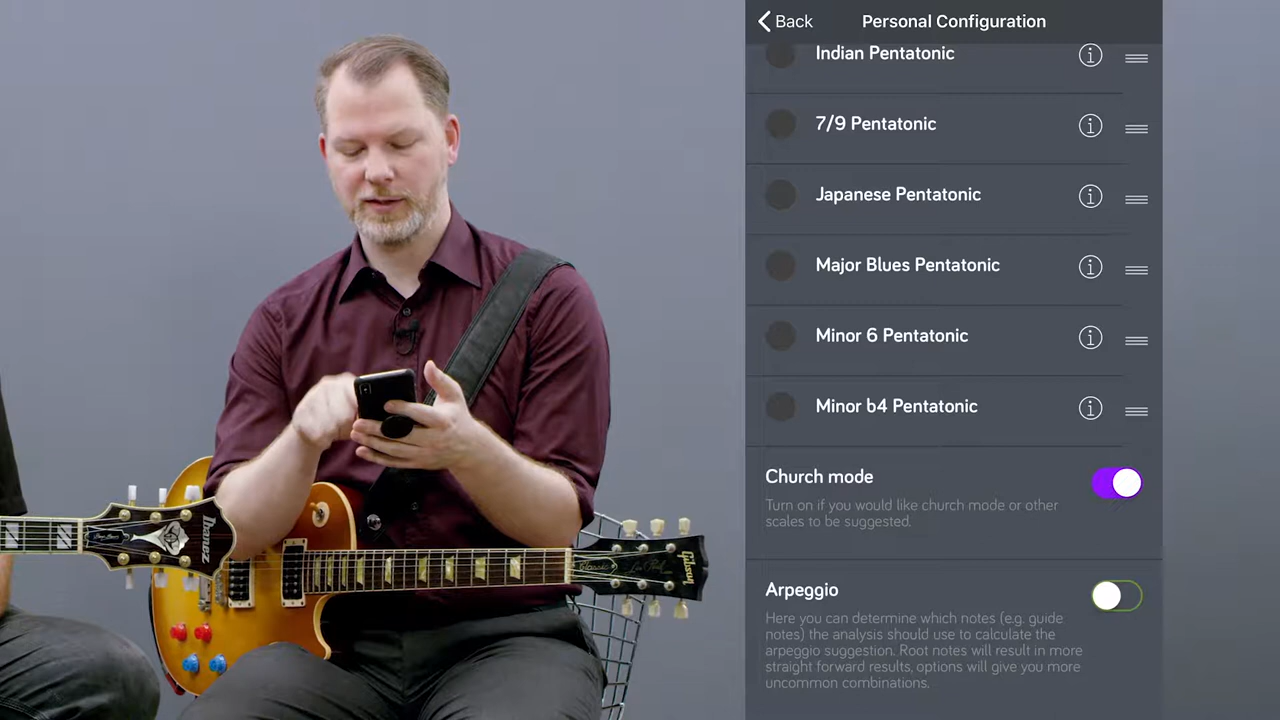 Back
Personal Configuration
Indian Pentatonic
7/9 Pentatonic
Japanese Pentatonic
Major Blues Pentatonic
Minor 6 Pentatonic
Minor b4 Pentatonic
Church mode
Turn on if you would like church mode or other
scales to be suggested.
Arpeggio
Here you can determine which notes (e.g. guide
notes) the analysis should use to calculate the
arpeggio suggestion. Root notes will result in more
straight forward results, options will give you more
uncommon combinations.
Ibanez
Classic
Gibson